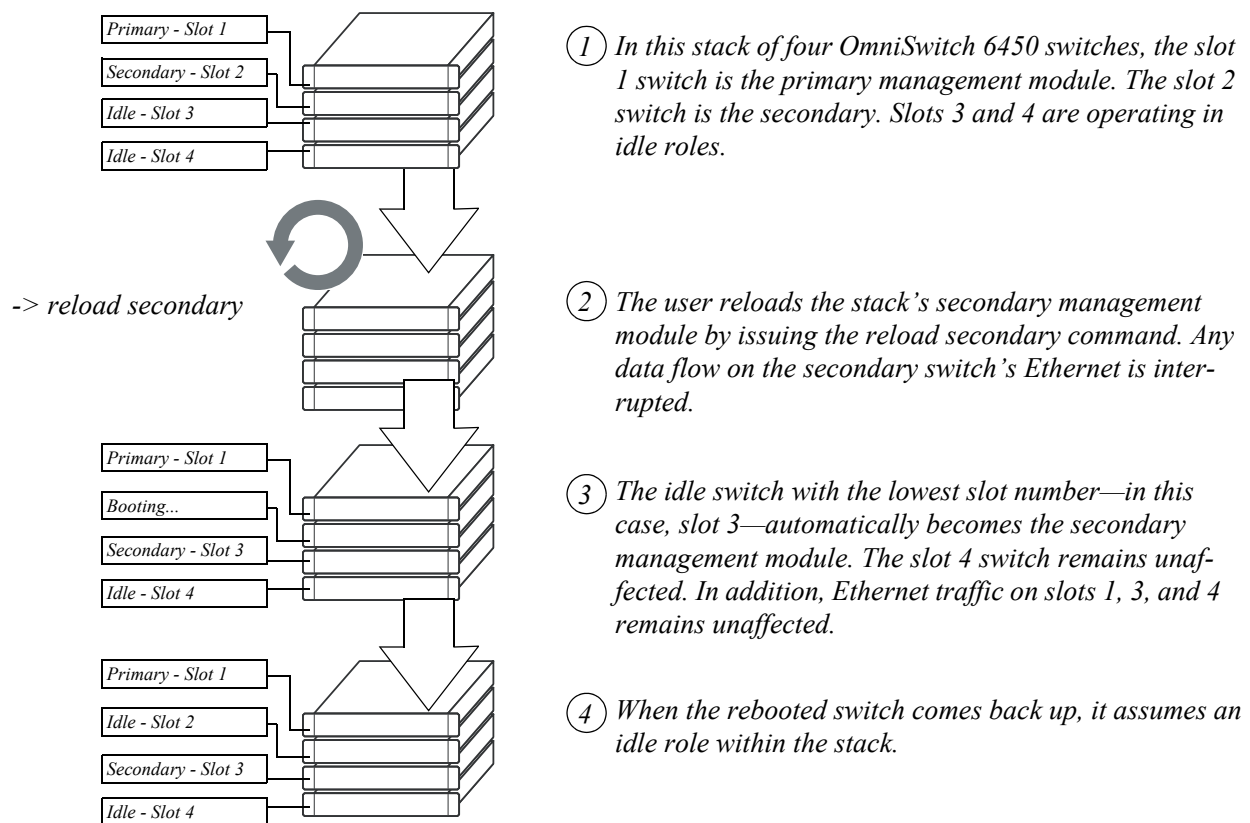 Primary - Slot 1
Secondary - Slot 2
Idle - Slot 3
Idle - Slot 4
1 In this stack of four OmniSwitch 6450 switches, the slot
1 switch is the primary management module. The slot 2
switch is the secondary. Slots 3 and 4 are operating in
idle roles.
-> reload secondary
2 The user reloads the stack’s secondary management
module by issuing the reload secondary command. Any
data flow on the secondary switch’s Ethernet is inter-
rupted.
Primary - Slot 1
Booting...
Secondary - Slot 3
Idle - Slot 4
3 The idle switch with the lowest slot number—in this
case, slot 3—automatically becomes the secondary
management module. The slot 4 switch remains unaf-
fected. In addition, Ethernet traffic on slots 1, 3, and 4
remains unaffected.
Primary - Slot 1
Idle - Slot 2
Secondary - Slot 3
Idle - Slot 4
4 When the rebooted switch comes back up, it assumes an
idle role within the stack.